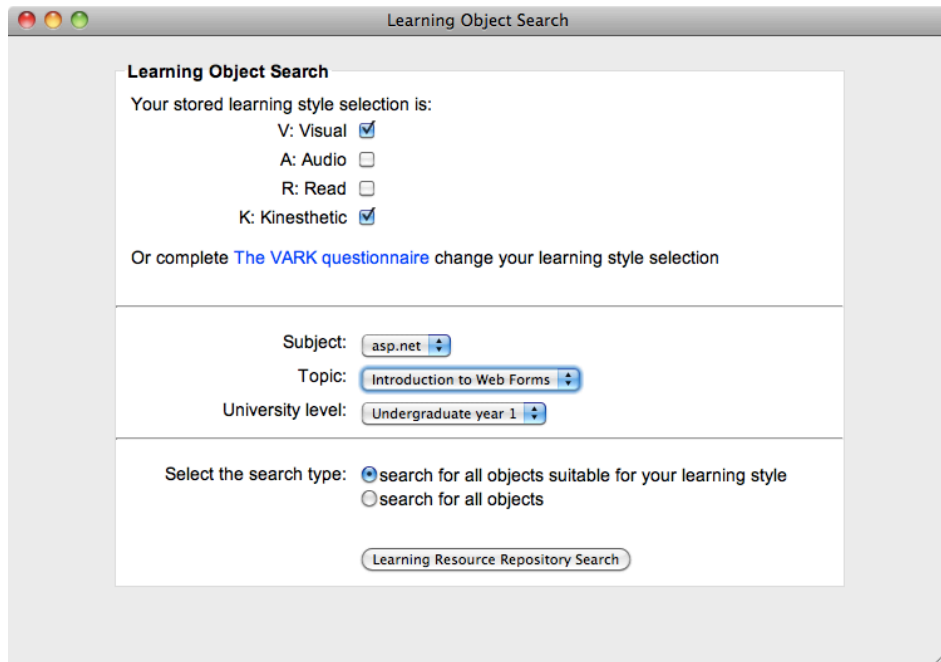 Learning Object Search
Learning Object Search
Your stored learning style selection is:
V: Visual
A: Audio
R: Read
K: Kinesthetic
Or complete The VARK questionnaire change your learning style selection
Subject: asp.net
Topic: Introduction to Web Forms
University level: Undergraduate year 1
Select the search type: search for all objects suitable for your learning style
search for all objects
Learning Resource Repository Search